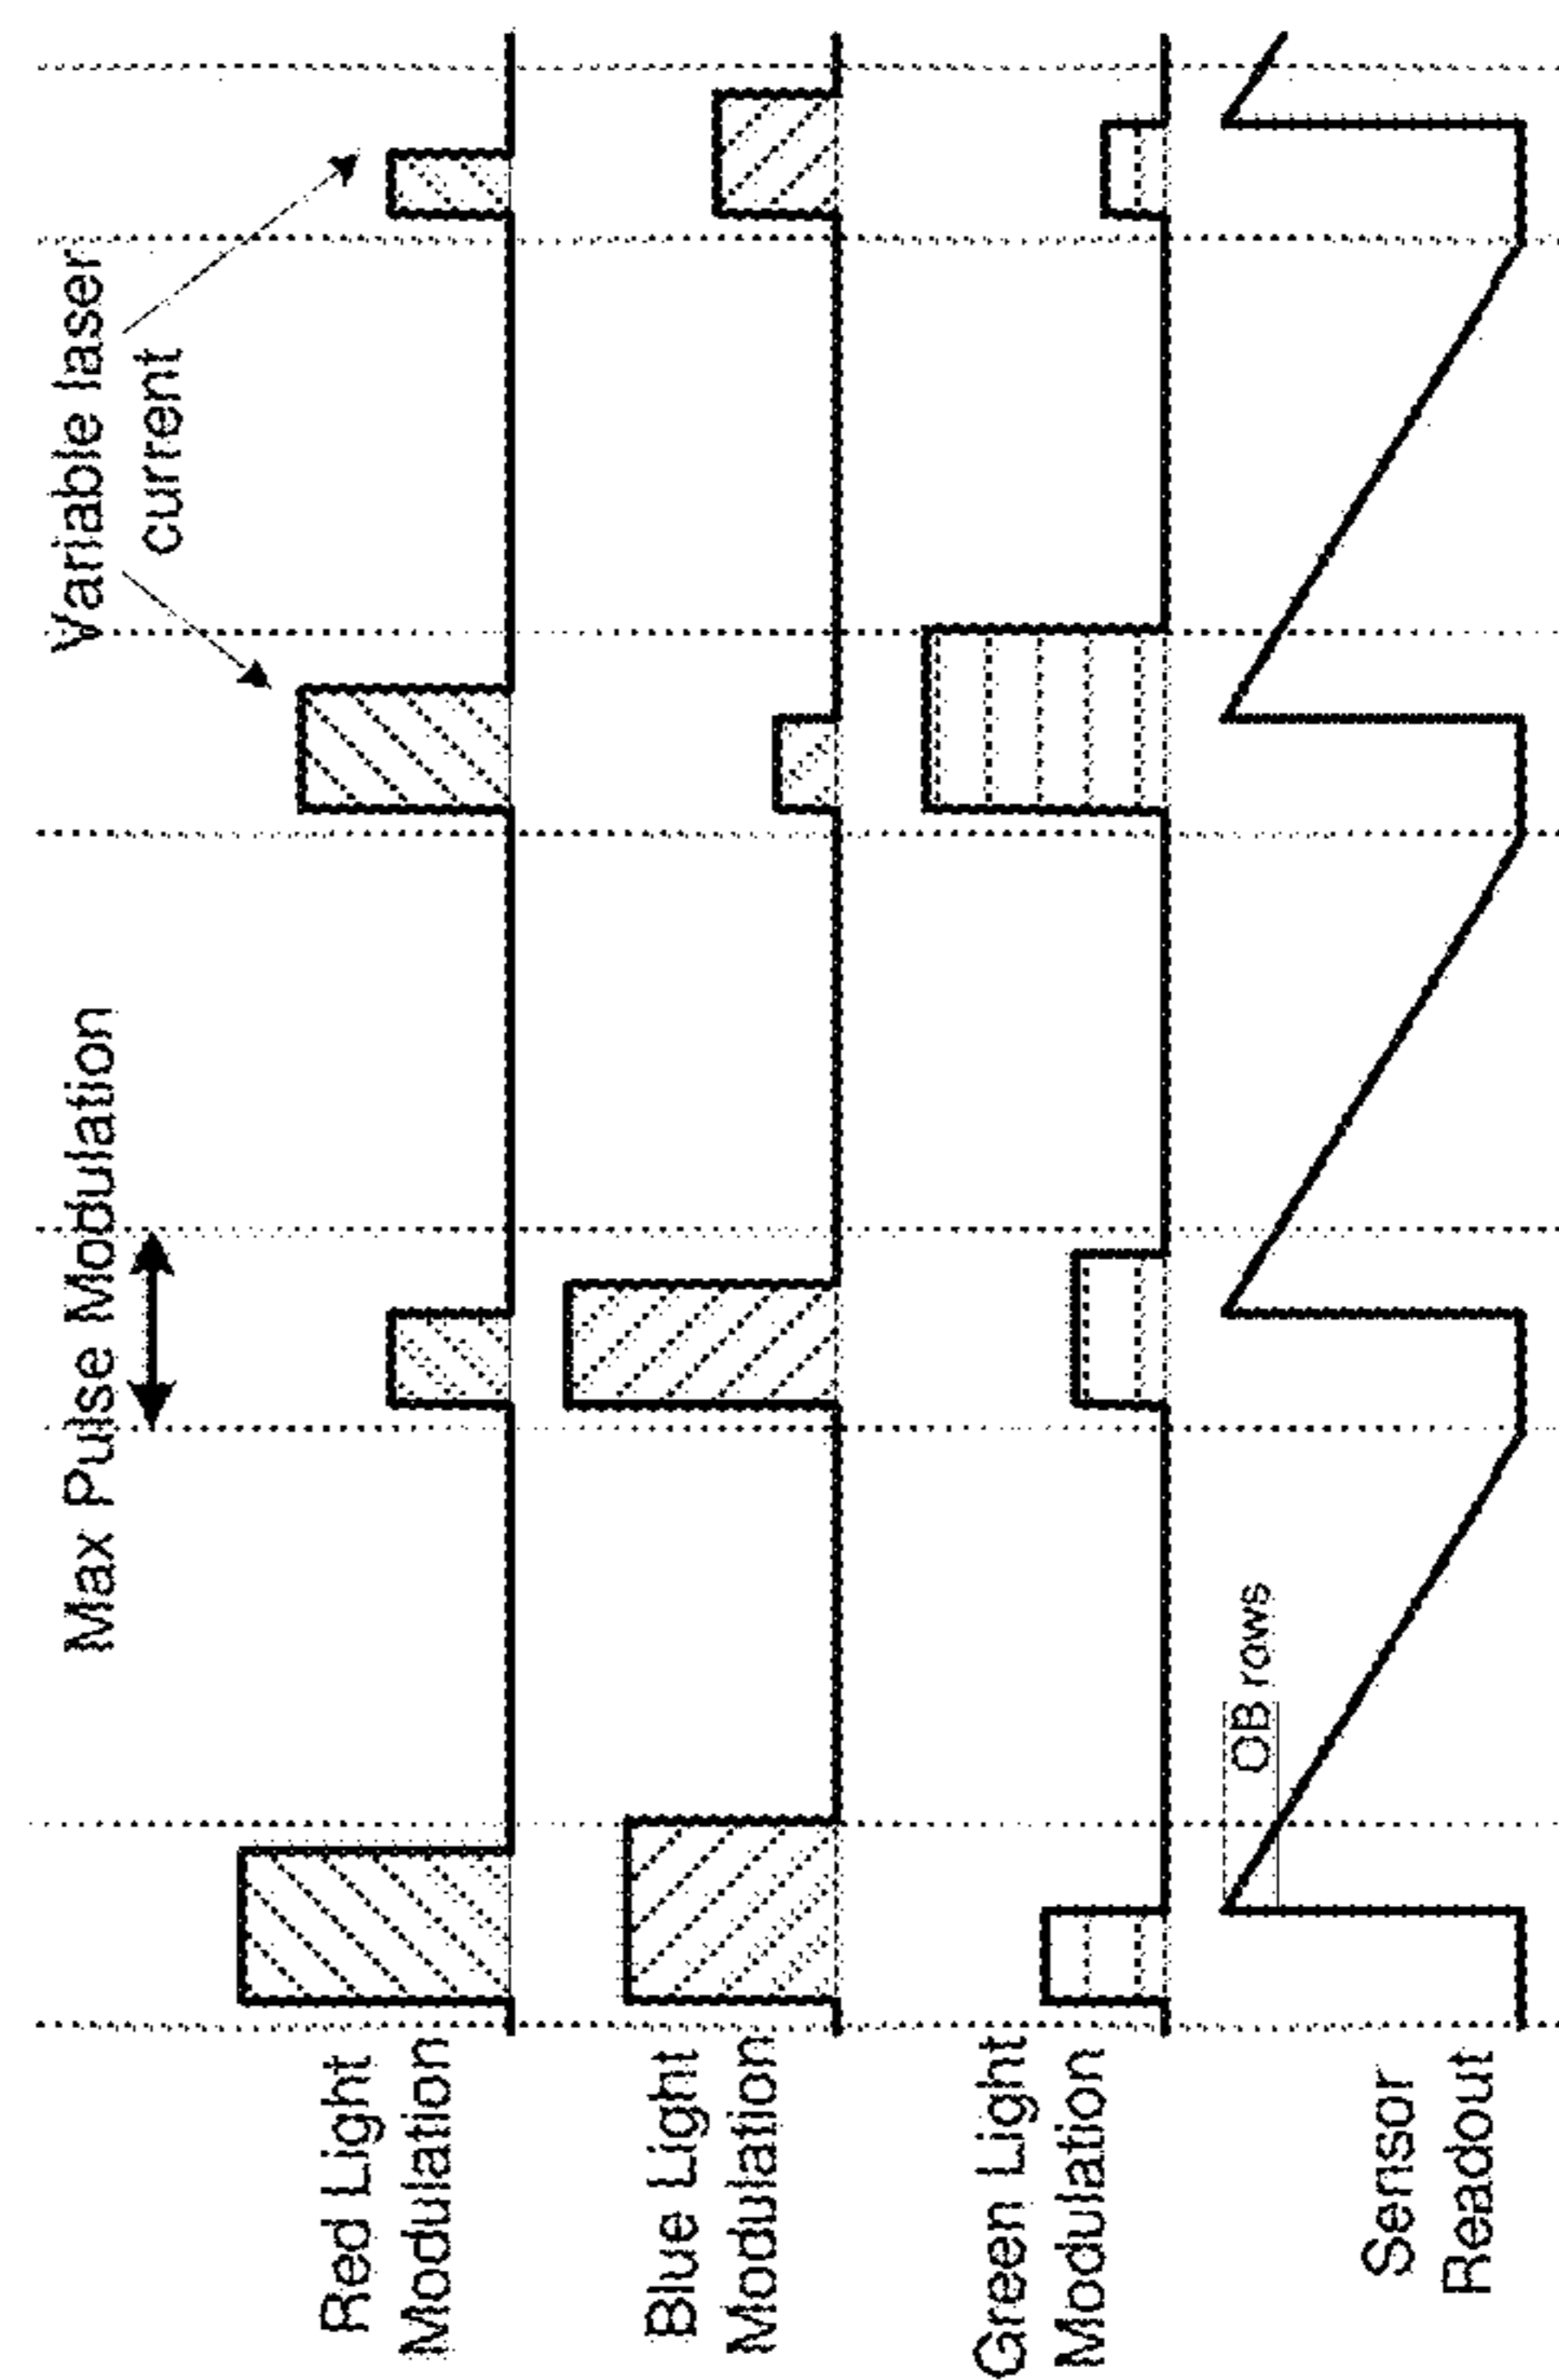 Max Pulse Modulation
Variable laser
current
Red Light
Modulation
Blue Light
Modulation
Green Light
Modulation
OB rows
Sensor
Readout